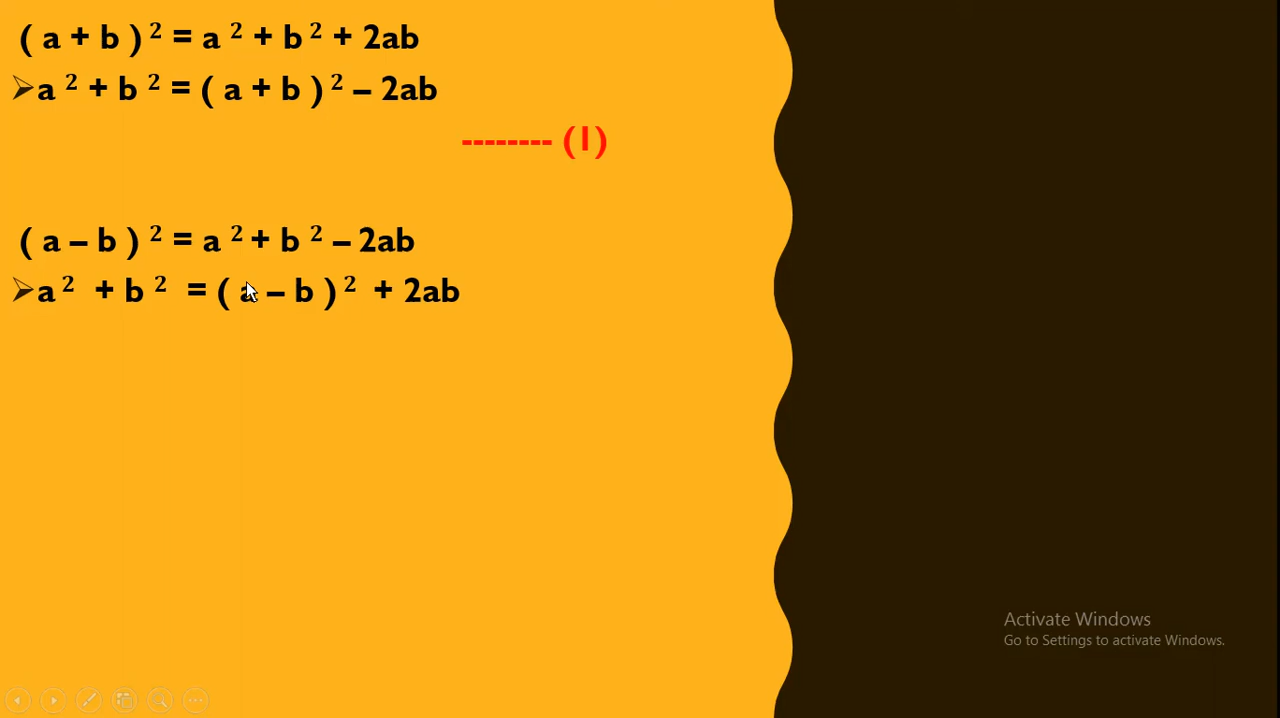 ( a + b ) ² = a ² + b ² + 2ab
➢a ² + b ² = ( a + b ) ² – 2ab
-------- (1)
( a – b ) ² = a ² + b ² – 2ab
➢a ² + b ² = ( a – b ) ² + 2ab
Activate Windows
Go to Settings to activate Windows.